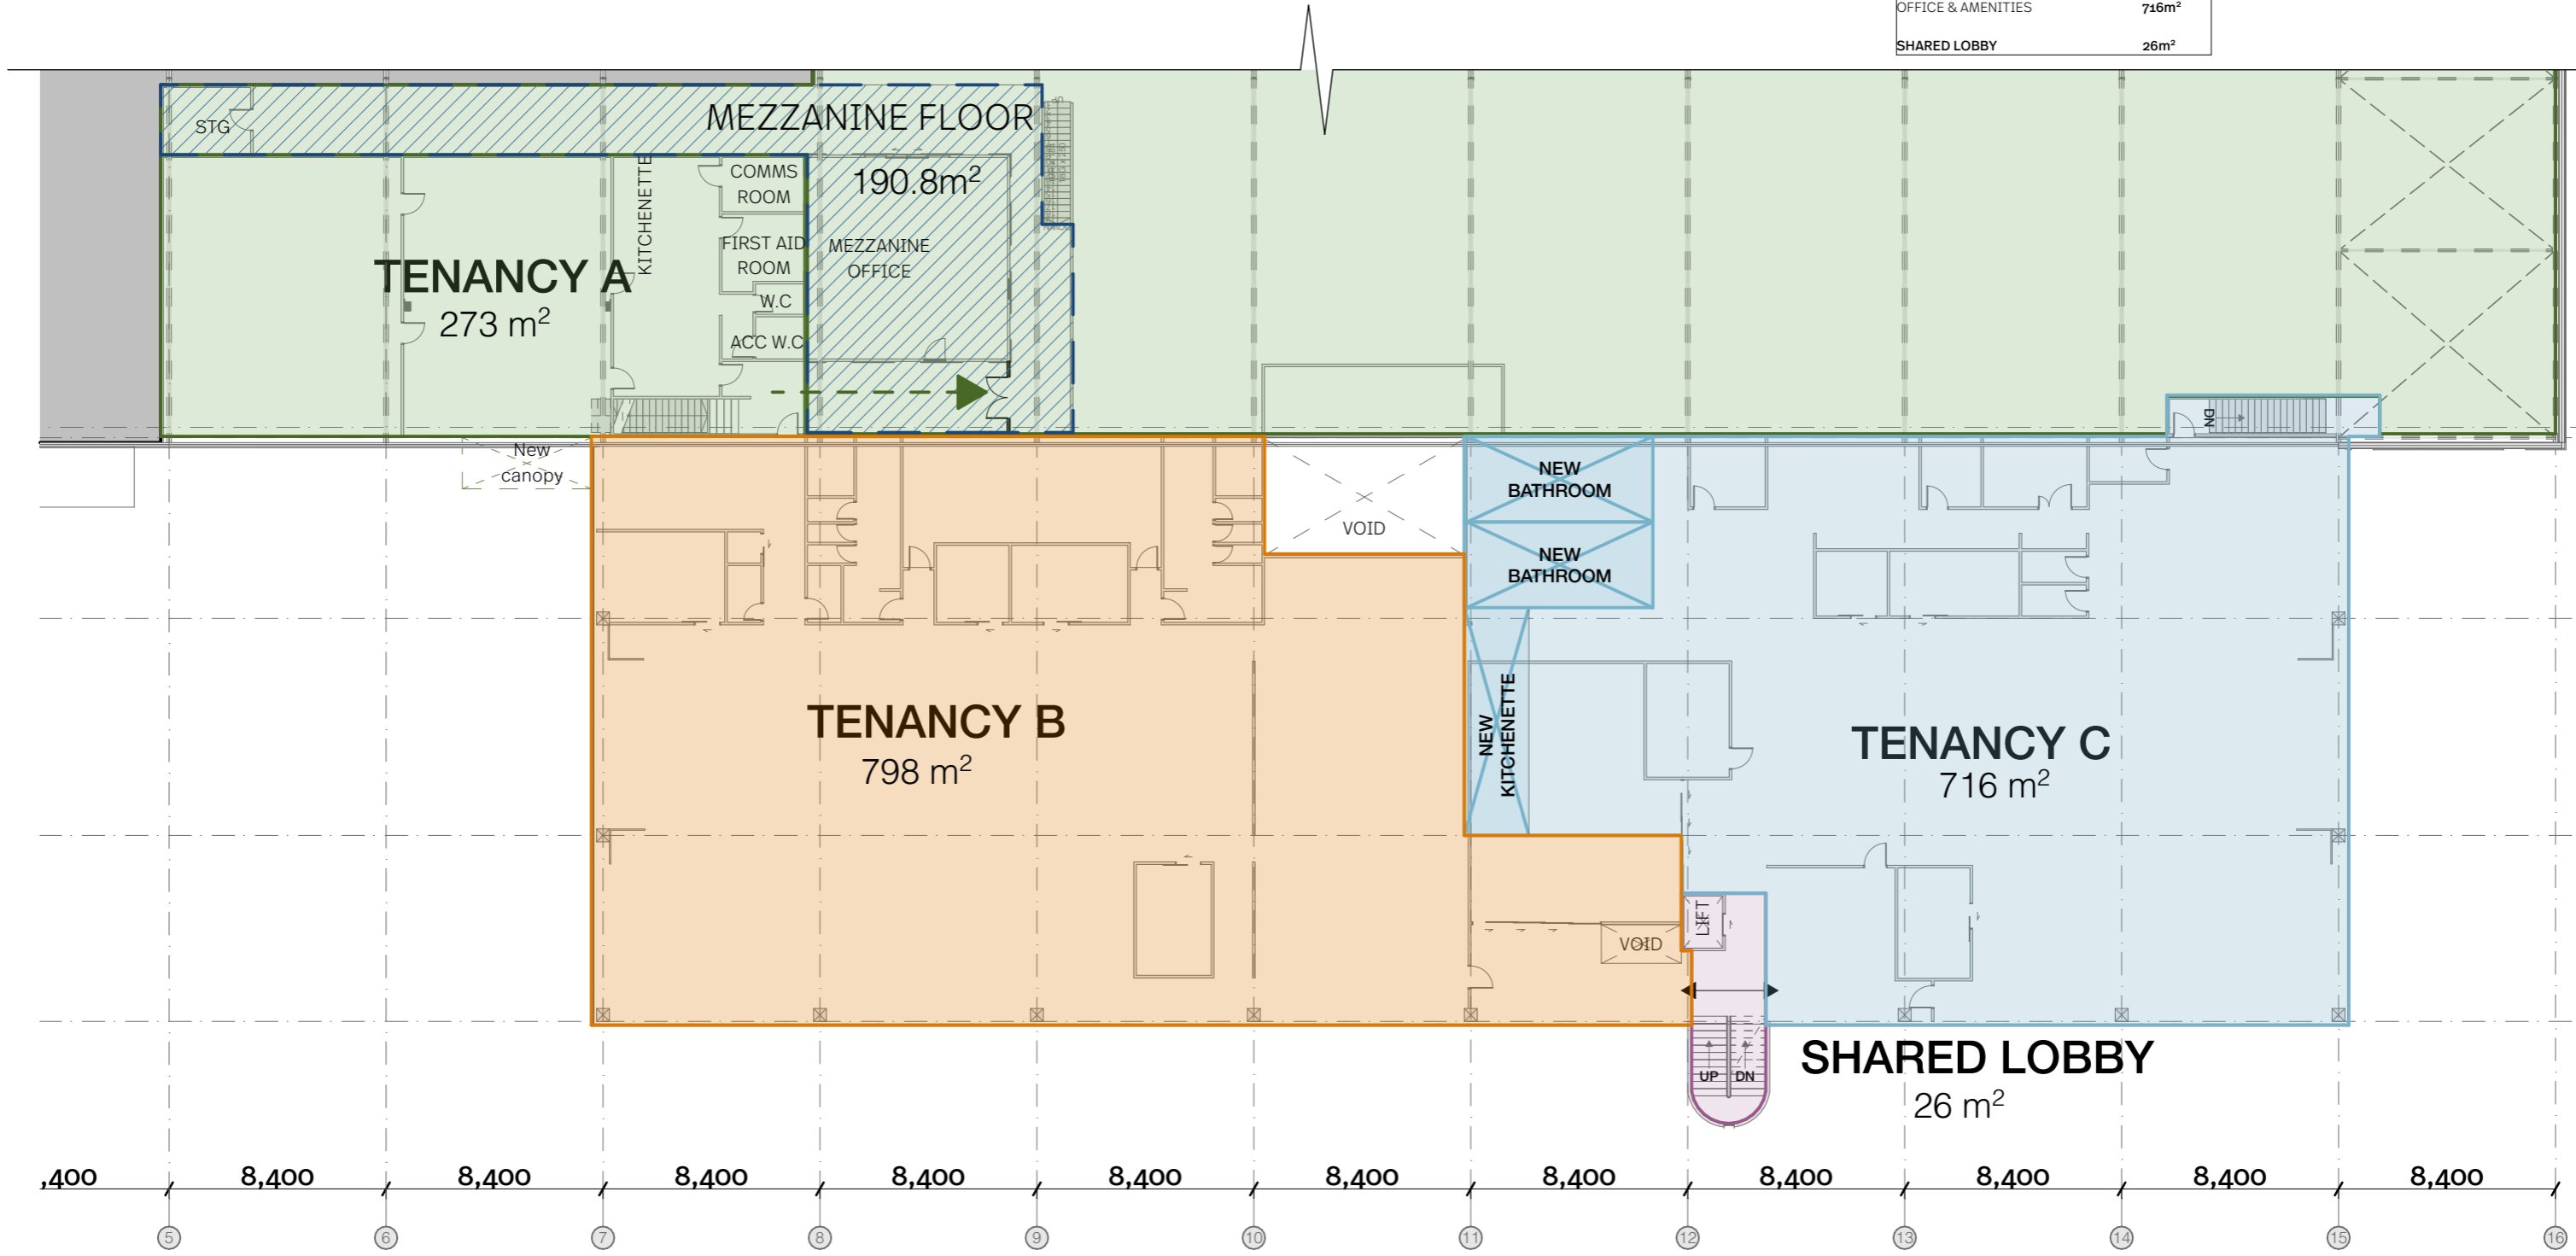 OFFICE & AMENITIES 716m²
SHARED LOBBY 26m²
STG
MEZZANINE FLOOR
190.8m²
MEZZANINE
OFFICE
KITCHENETTE
COMMS
ROOM
FIRST AID
ROOM
W.C
ACC W.C
TENANCY A
273 m²
DN
New
canopy
VOID
NEW
BATHROOM
NEW
BATHROOM
NEW
KITCHENETTE
TENANCY B
798 m²
TENANCY C
716 m²
VOID
LIFT
UP DN
SHARED LOBBY
26 m²
,400 8,400 8,400 8,400 8,400 8,400 8,400 8,400 8,400 8,400 8,400 8,400
5 6 7 8 9 10 11 12 13 14 15 16